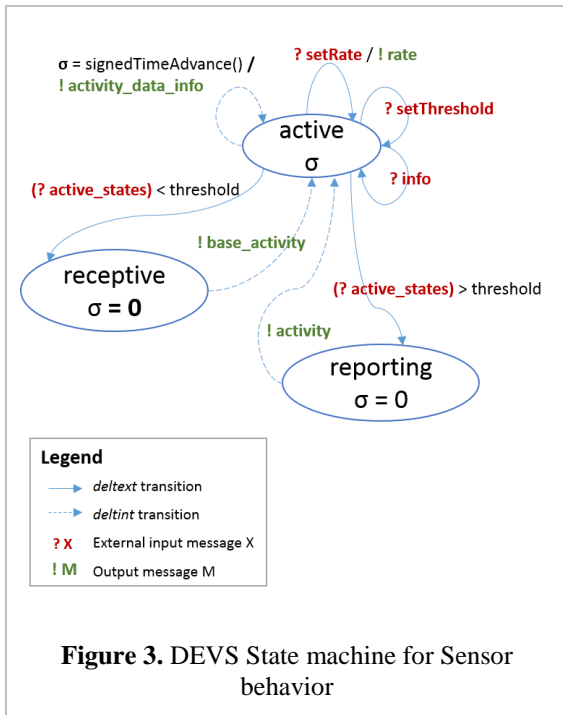 σ = signedTimeAdvance() /
! activity_data_info
? setRate / ! rate
? setThreshold
active
σ
? info
(? active_states) < threshold
! base_activity
receptive
σ = 0
(? active_states) > threshold
! activity
reporting
σ = 0
Legend
deltext transition
deltint transition
? X External input message X
! M Output message M
Figure 3. DEVS State machine for Sensor
behavior